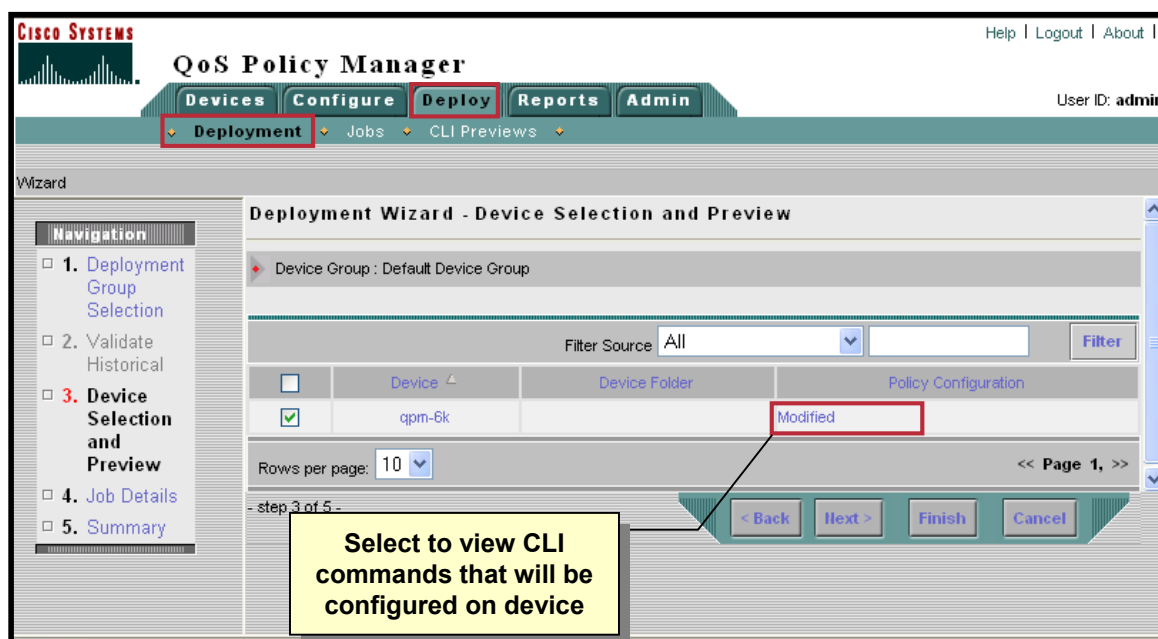 CISCO SYSTEMS
Help | Logout | About |
QoS Policy Manager
Devices Configure Deploy Reports Admin
User ID: admin
Deployment Jobs CLI Previews
Wizard
Navigation
1. Deployment
Group
Selection
2. Validate
Historical
3. Device
Selection
and
Preview
4. Job Details
5. Summary
Deployment Wizard - Device Selection and Preview
Device Group : Default Device Group
Filter Source All Filter
Device Device Folder Policy Configuration
qpm-6k Modified
Rows per page: 10 << Page 1, >>
- step 3 of 5 -
< Back Next > Finish Cancel
Select to view CLI
commands that will be
configured on device